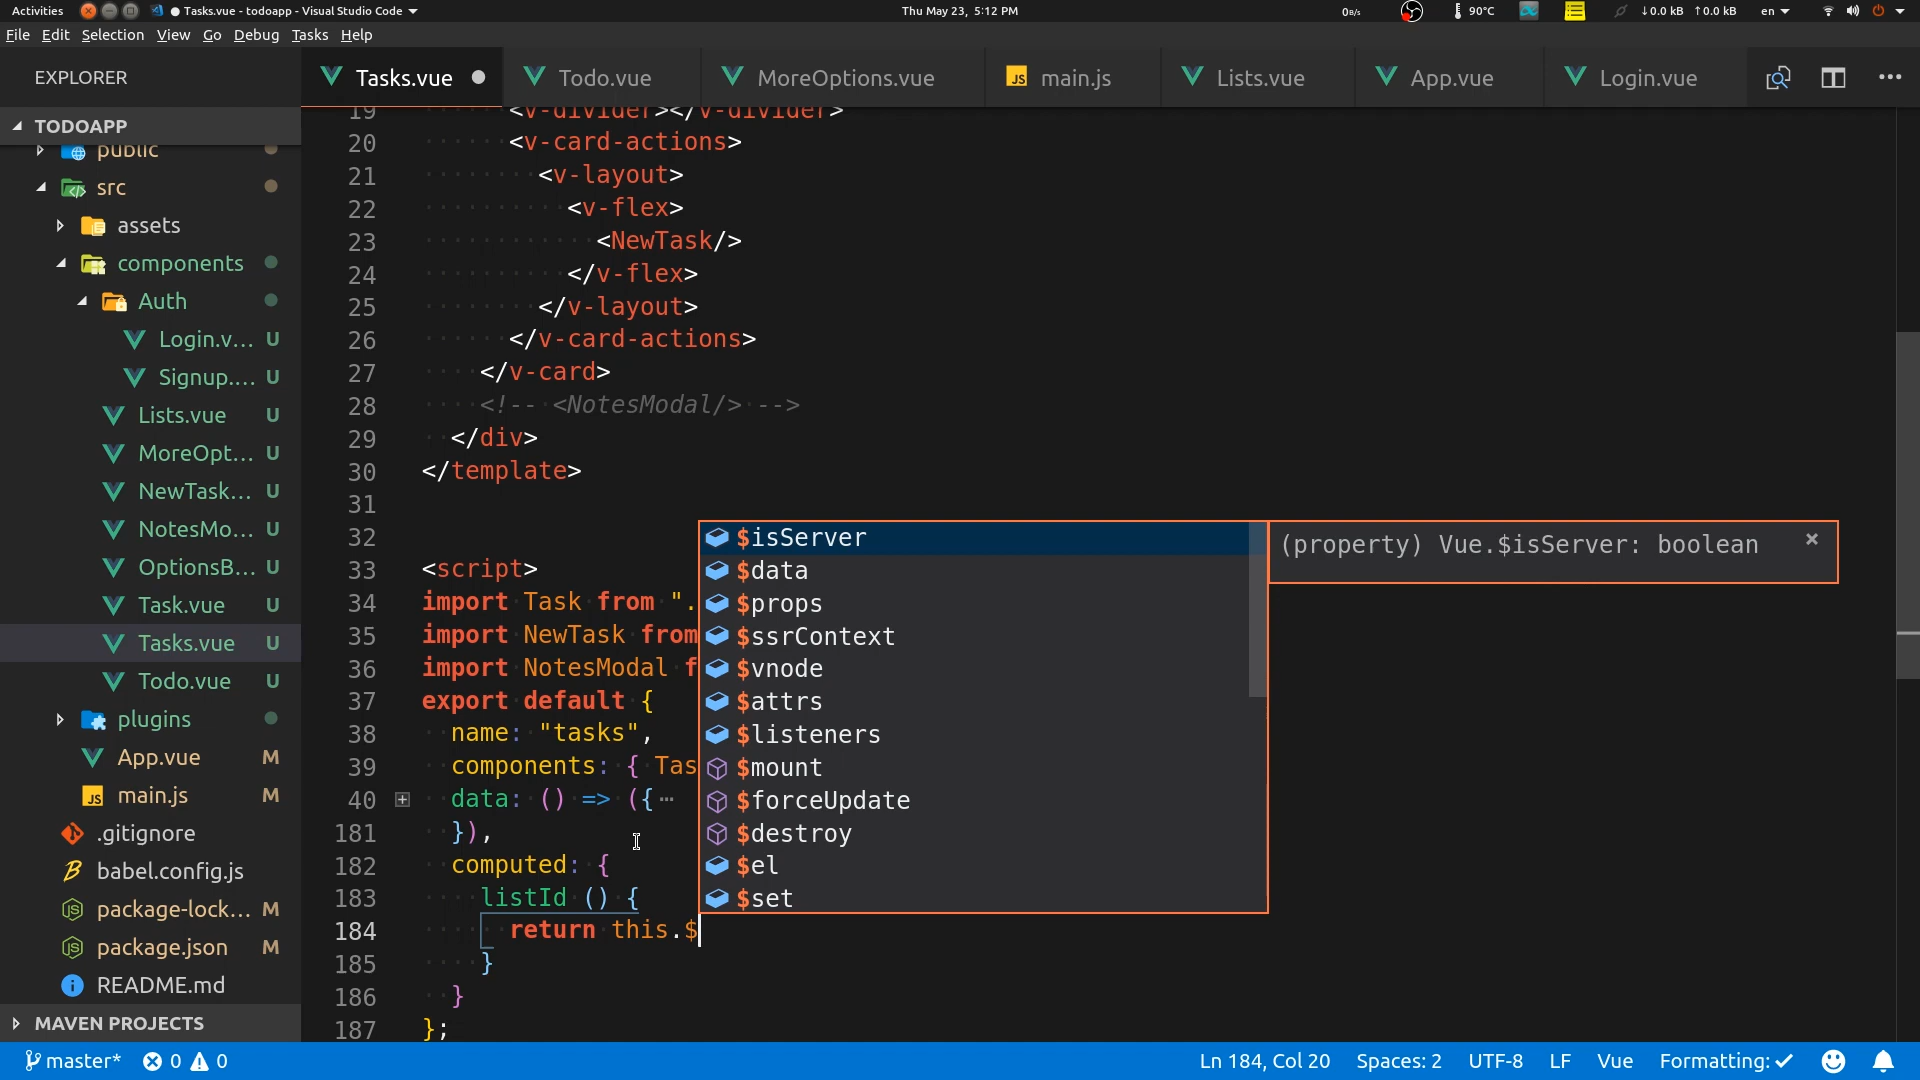 Activities Tasks.vue - todoapp - Visual Studio Code Thu May 23, 5:12 PM 0B/s 90°C ↓0.0 kB ↑0.0 kB en
File Edit Selection View Go Debug Tasks Help
EXPLORER Tasks.vue Todo.vue MoreOptions.vue JS main.js Lists.vue App.vue Login.vue
TODOAPP
public
src
assets
components
Auth
Login.v... U
Signup.... U
Lists.vue U
MoreOpt... U
NewTask... U
NotesMo... U
OptionsB... U
Task.vue U
Tasks.vue U
Todo.vue U
plugins
App.vue M
JS main.js M
.gitignore
babel.config.js
package-lock... M
package.json M
README.md
MAVEN PROJECTS
19 <v-divider></v-divider>
20 <v-card-actions>
21 <v-layout>
22 <v-flex>
23 <NewTask/>
24 </v-flex>
25 </v-layout>
26 </v-card-actions>
27 </v-card>
28 <!-- <NotesModal/> -->
29 </div>
30 </template>
31
32
33 <script>
34 import Task from ".
35 import NewTask from
36 import NotesModal f
37 export default {
38 name: "tasks",
39 components: { Tas
40 data: () => ({ ⋯
181 }),
182 computed: {
183 listId () {
184 return this.$
185 }
186 }
187 };
$isServer
$data
$props
$ssrContext
$vnode
$attrs
$listeners
$mount
$forceUpdate
$destroy
$el
$set
(property) Vue.$isServer: boolean ×
master* 0 0 Ln 184, Col 20 Spaces: 2 UTF-8 LF Vue Formatting: ✓